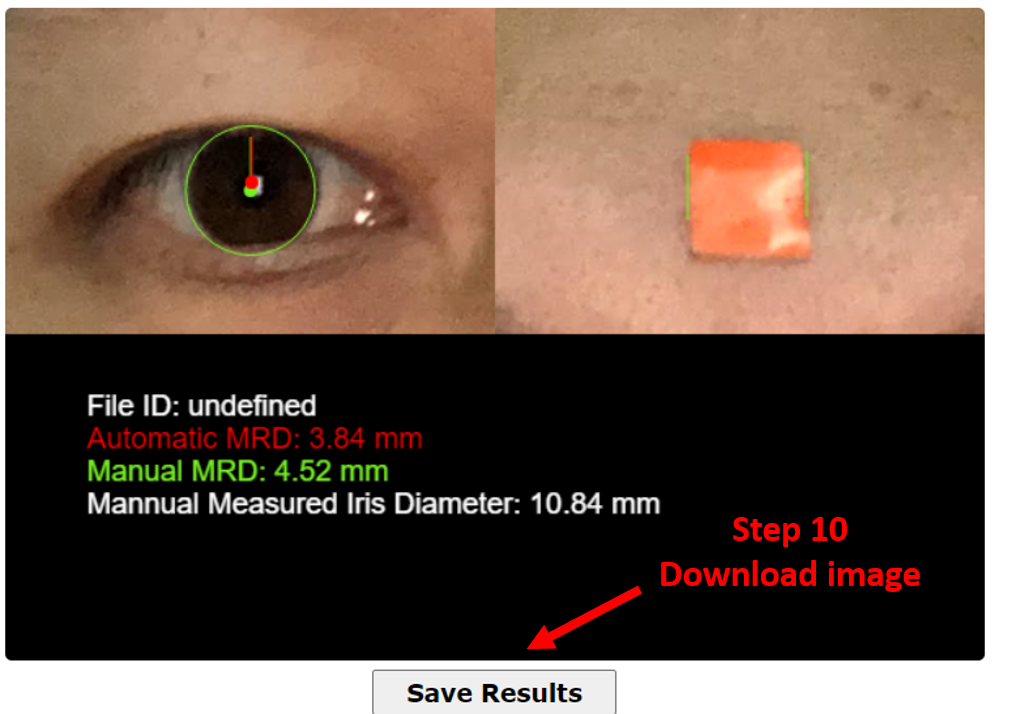 File ID: undefined
Automatic MRD: 3.84 mm
Manual MRD: 4.52 mm
Mannual Measured Iris Diameter: 10.84 mm
Step 10
Download image
Save Results